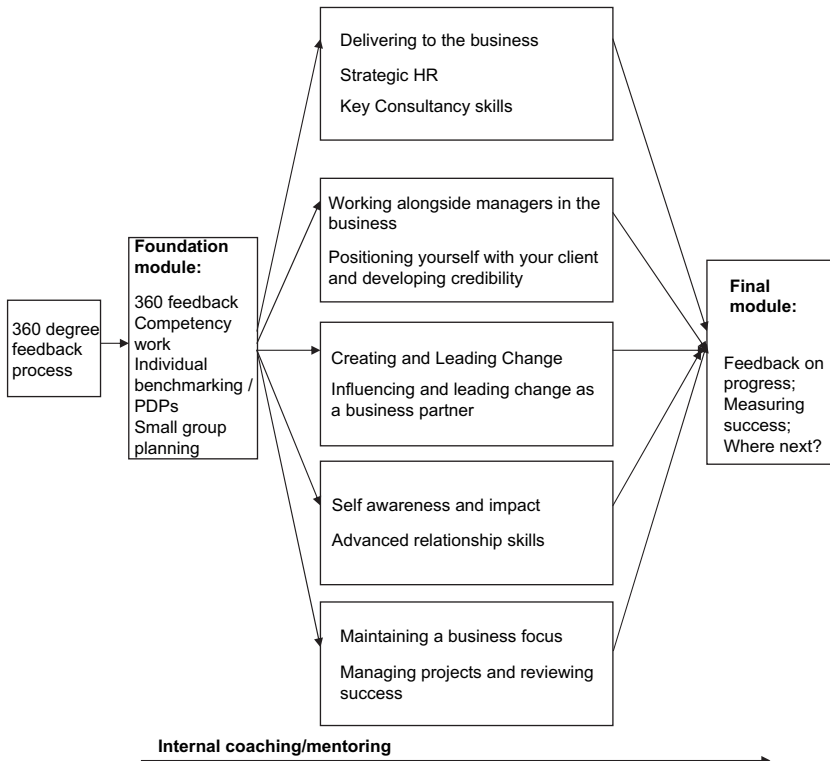 360 degree
feedback
process
Foundation
module:
360 feedback
Competency
work
Individual
benchmarking /
PDPs
Small group
planning
Delivering to the business
Strategic HR
Key Consultancy skills
Working alongside managers in the
business
Positioning yourself with your client
and developing credibility
Creating and Leading Change
Influencing and leading change as
a business partner
Self awareness and impact
Advanced relationship skills
Maintaining a business focus
Managing projects and reviewing
success
Final
module:
Feedback on
progress;
Measuring
success;
Where next?
Internal coaching/mentoring